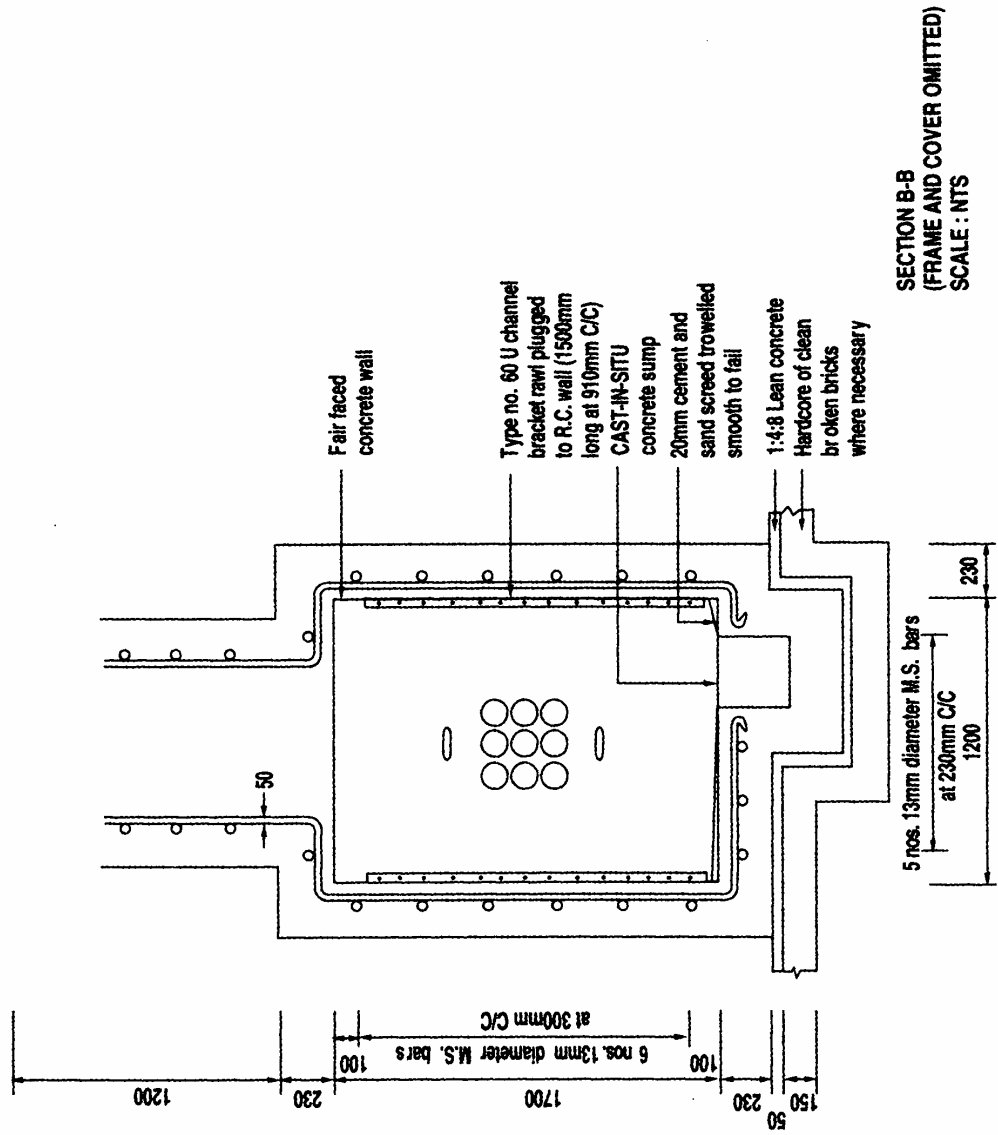 Fair faced
concrete wall
Type no. 60 U channel
bracket rawl plugged
to R.C. wall (1500mm
long at 910mm C/C)
CAST-IN-SITU
concrete sump
20mm cement and
sand screed trowelled
smooth to fail
1:4:8 Lean concrete
Hardcore of clean
br oken bricks
where necessary
SECTION B-B
(FRAME AND COVER OMITTED)
SCALE : NTS
50
1200
230
1700
230
50
150
100
6 nos. 13mm diameter M.S. bars
at 300mm C/C
100
5 nos. 13mm diameter M.S. bars
at 230mm C/C
1200
230